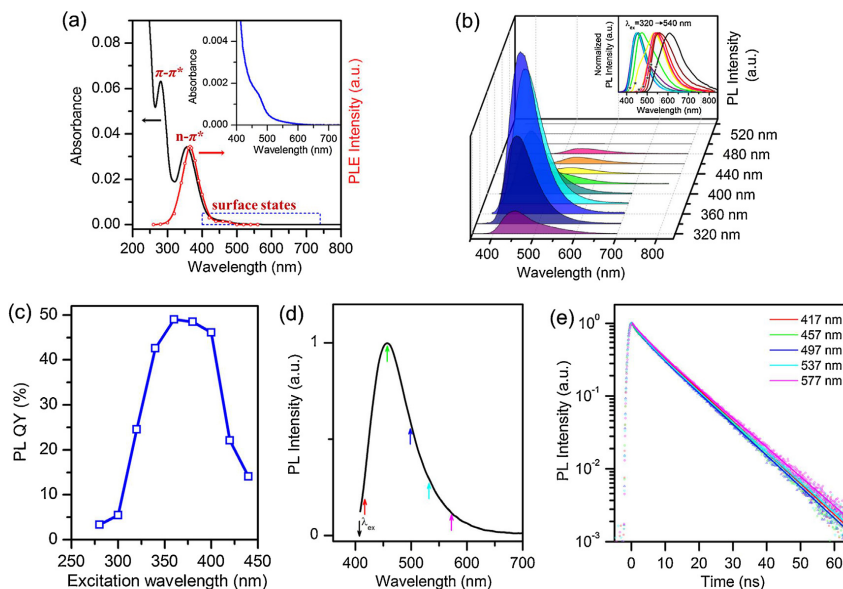 (a)
Absorbance
0.08
0.06
0.04
0.02
0.00
200 300 400 500 600 700 800
Wavelength (nm)
PLE Intensity (a.u.)
π-π*
n-π*
surface states
Absorbance
0.004
0.002
0.000
400 500 600 700
Wavelength (nm)
(b)
Normalized
PL Intensity (a.u.)
λex=320 → 540 nm
400 500 600 700 800
Wavelength (nm)
PL Intensity (a.u.)
520 nm
480 nm
440 nm
400 nm
360 nm
320 nm
400 500 600 700 800
Wavelength (nm)
(c)
PL QY (%)
50
40
30
20
10
0
250 300 350 400 450
Excitation wavelength (nm)
(d)
PL Intensity (a.u.)
1
0
λex
400 500 600 700
Wavelength (nm)
(e)
PL Intensity (a.u.)
10⁰
10⁻¹
10⁻²
10⁻³
417 nm
457 nm
497 nm
537 nm
577 nm
0 10 20 30 40 50 60
Time (ns)